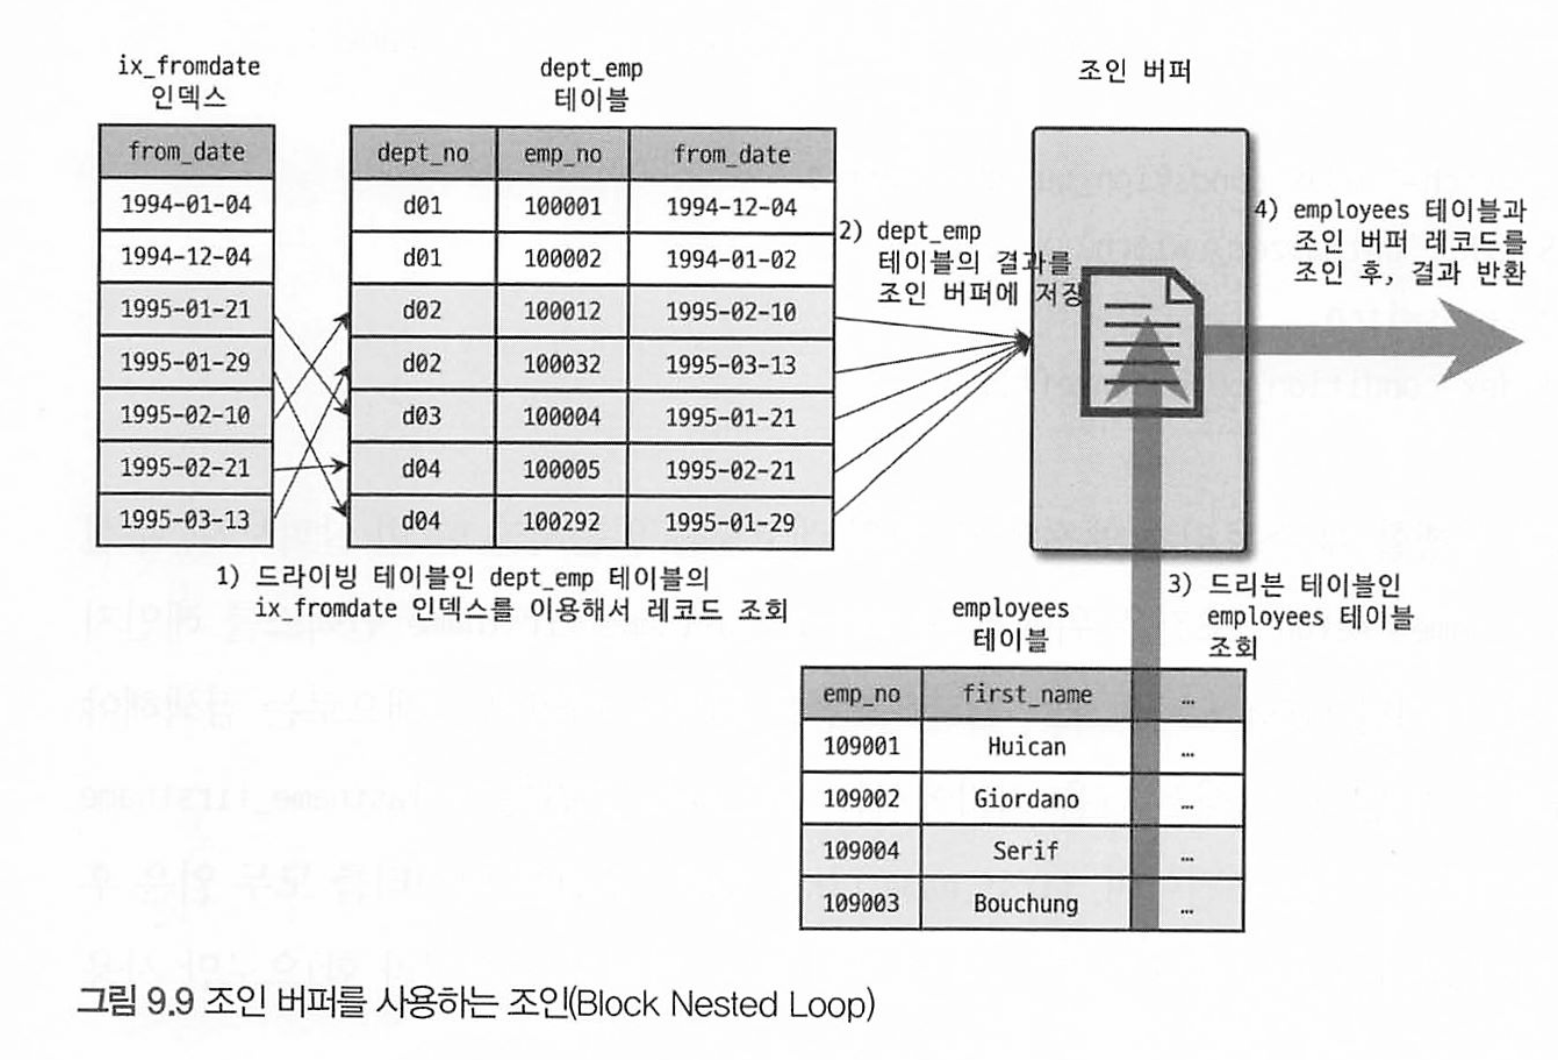 ix_fromdate
인덱스
from_date
1994-01-04
1994-12-04
1995-01-21
1995-01-29
1995-02-10
1995-02-21
1995-03-13
dept_emp
테이블
dept_no emp_no from_date
d01 100001 1994-12-04
d01 100002 1994-01-02
d02 100012 1995-02-10
d02 100032 1995-03-13
d03 100004 1995-01-21
d04 100005 1995-02-21
d04 100292 1995-01-29
1) 드라이빙 테이블인 dept_emp 테이블의
ix_fromdate 인덱스를 이용해서 레코드 조회
2) dept_emp
테이블의 결과를
조인 버퍼에 저장
조인 버퍼
4) employees 테이블과
조인 버퍼 레코드를
조인 후, 결과 반환
3) 드리븐 테이블인
employees 테이블
조회
employees
테이블
emp_no first_name …
109001 Huican …
109002 Giordano …
109004 Serif …
109003 Bouchung …
그림 9.9 조인 버퍼를 사용하는 조인(Block Nested Loop)